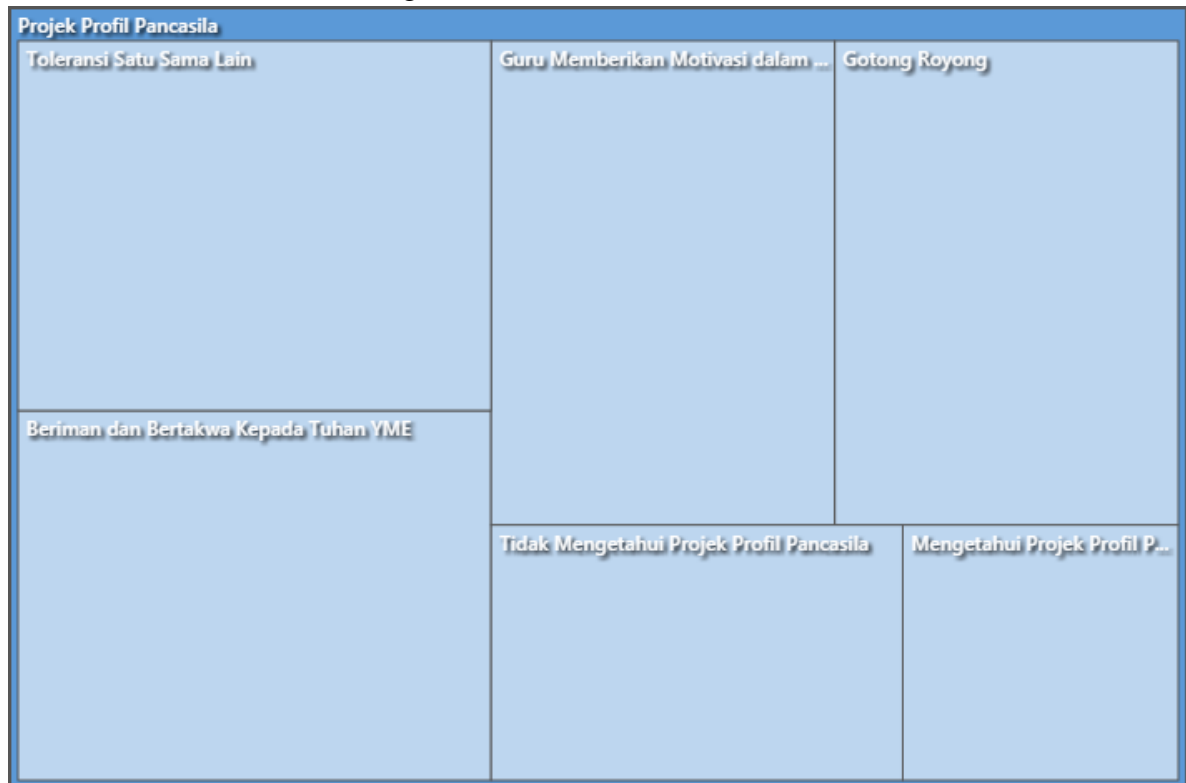 Projek Profil Pancasila
Toleransi Satu Sama Lain
Guru Memberikan Motivasi dalam ...
Gotong Royong
Beriman dan Bertakwa Kepada Tuhan YME
Tidak Mengetahui Projek Profil Pancasila
Mengetahui Projek Profil P...